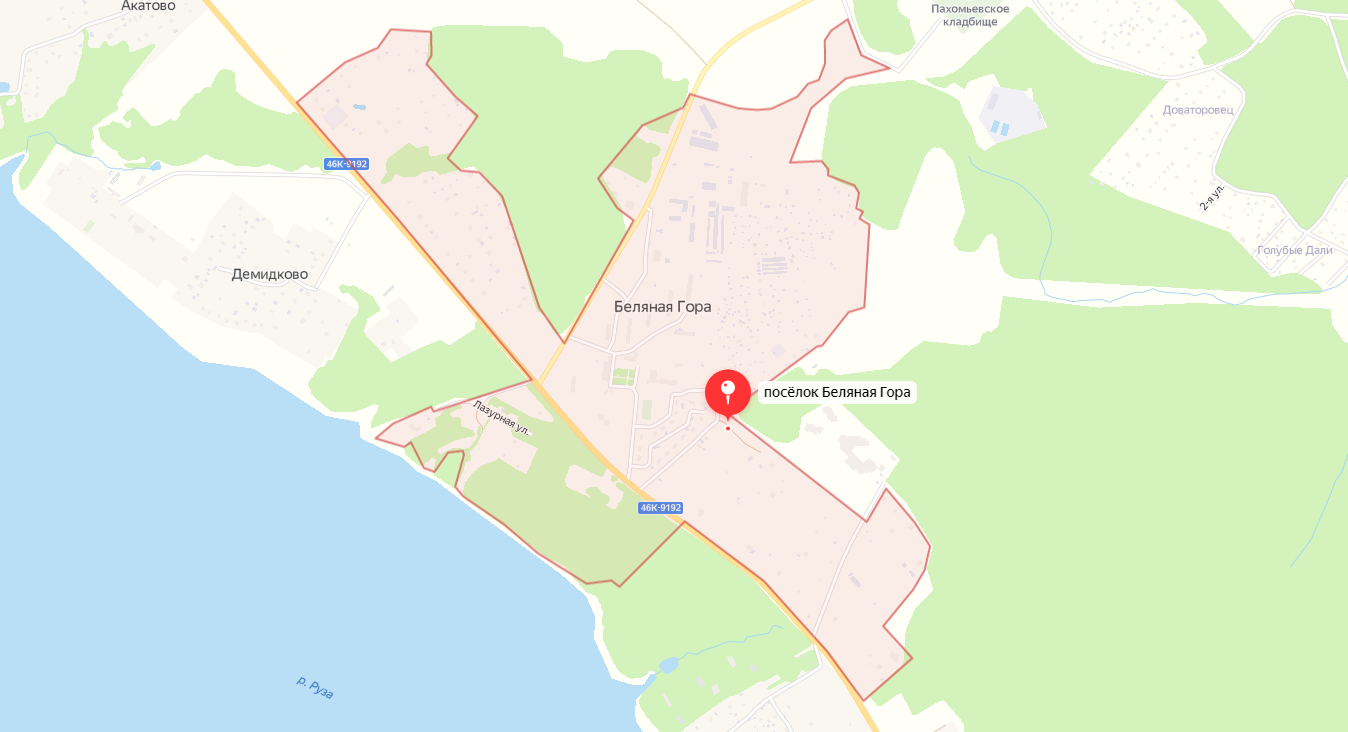 Акатово
Пахомьевское
кладбище
Доваторовец
46К-9192
2-я ул.
Голубые Дали
Демидково
Беляная Гора
посёлок Беляная Гора
Лазурная ул.
46К-9192
р. Руза